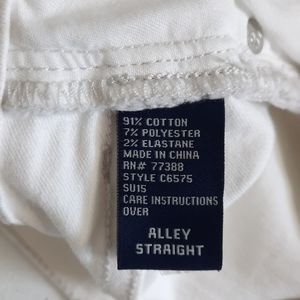 91% COTTON
7% POLYESTER
2% ELASTANE
MADE IN CHINA
RN# 77388
STYLE C6575
SU15
CARE INSTRUCTIONS
OVER
ALLEY
STRAIGHT